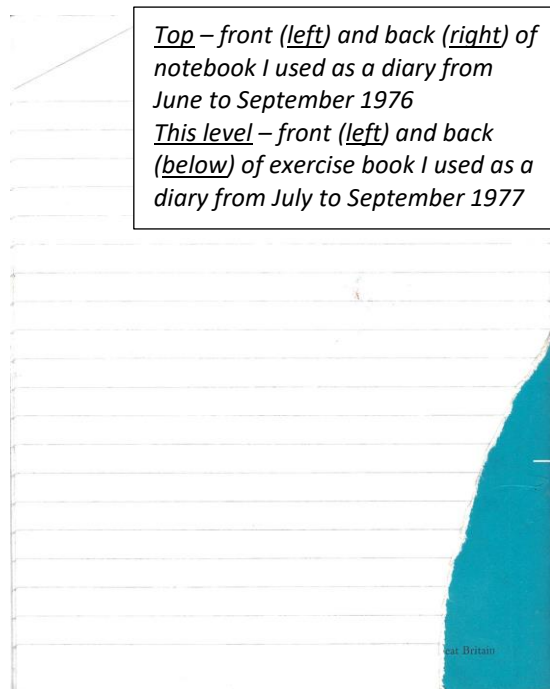 Top – front (left) and back (right) of
notebook I used as a diary from
June to September 1976
This level – front (left) and back
(below) of exercise book I used as a
diary from July to September 1977
eat Britain